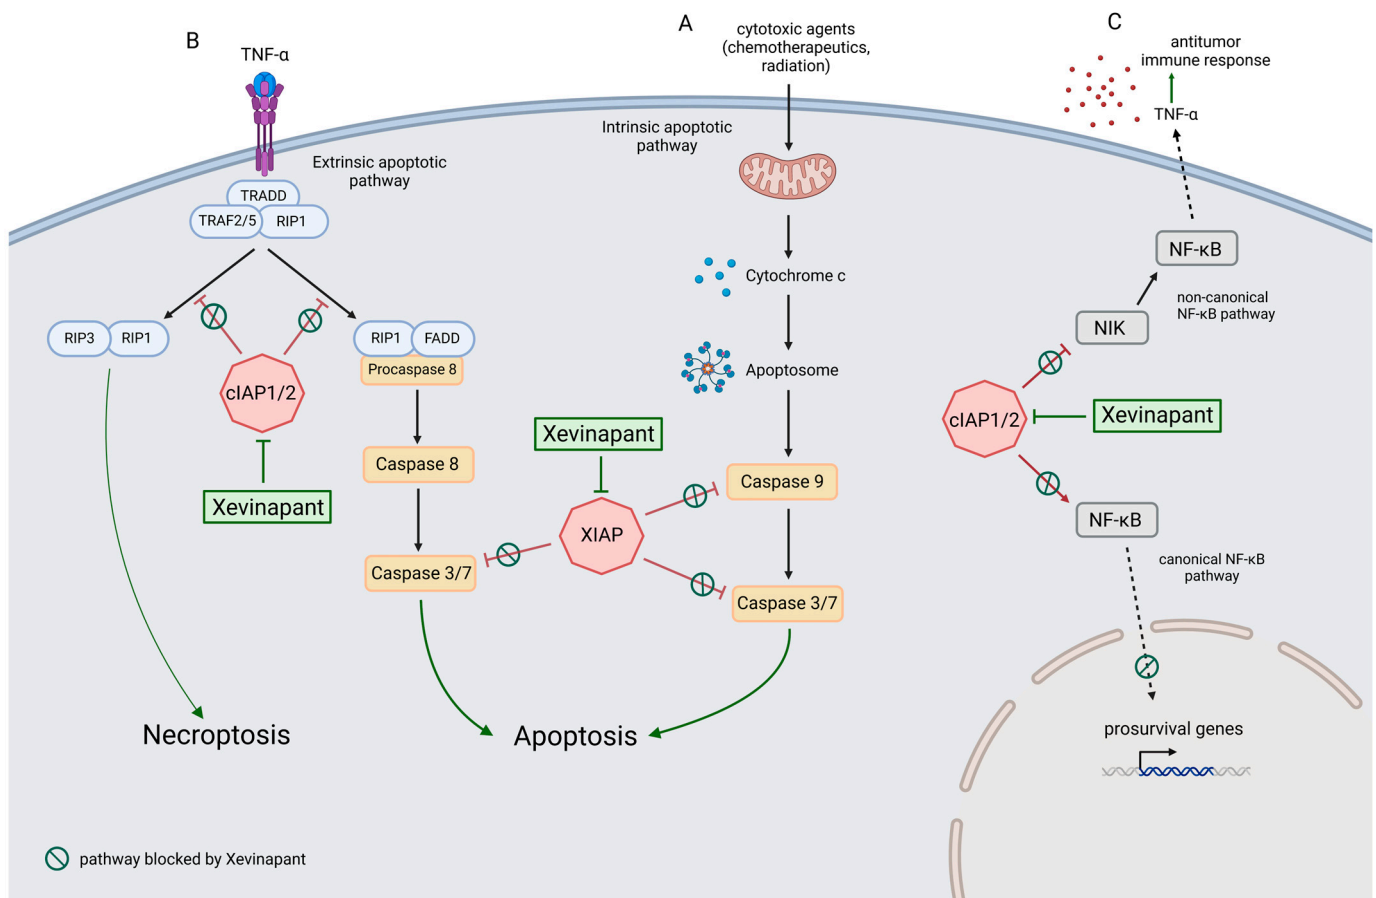 B
TNF-α
Extrinsic apoptotic
pathway
TRADD
TRAF2/5
RIP1
RIP3
RIP1
cIAP1/2
Xevinapant
RIP1
FADD
Procaspase 8
Caspase 8
Caspase 3/7
Necroptosis
A
cytotoxic agents
(chemotherapeutics,
radiation)
Intrinsic apoptotic
pathway
Cytochrome c
Apoptosome
Xevinapant
XIAP
Caspase 9
Caspase 3/7
Apoptosis
C
antitumor
immune response
TNF-α
NF-κB
non-canonical
NF-κB pathway
NIK
cIAP1/2
Xevinapant
NF-κB
canonical NF-κB
pathway
prosurvival genes
pathway blocked by Xevinapant